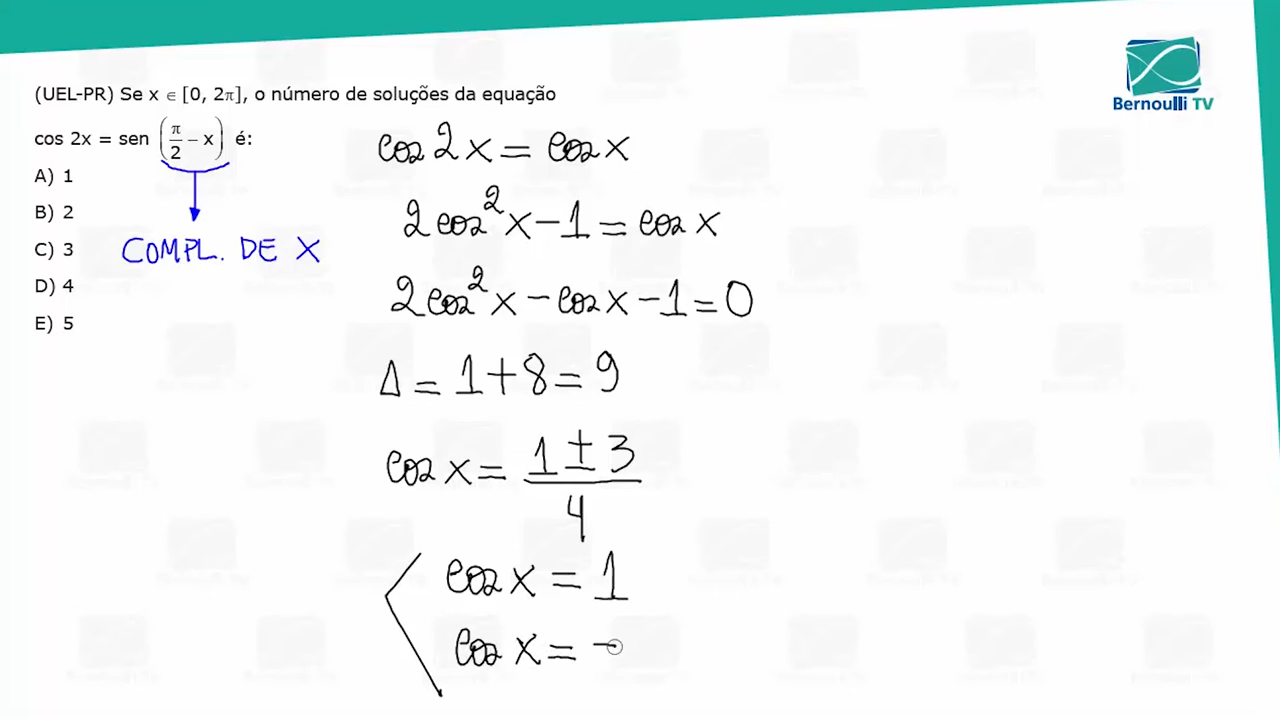 Bernoulli TV
(UEL-PR) Se x ∈ [0, 2π], o número de soluções da equação
cos 2x = sen (π/2 − x) é:
A) 1
B) 2
C) 3
D) 4
E) 5
COMPL. DE X
cos 2x = cos x
2cos²x − 1 = cos x
2cos²x − cos x − 1 = 0
Δ = 1 + 8 = 9
cos x = (1 ± 3)/4
cos x = 1
cos x = −